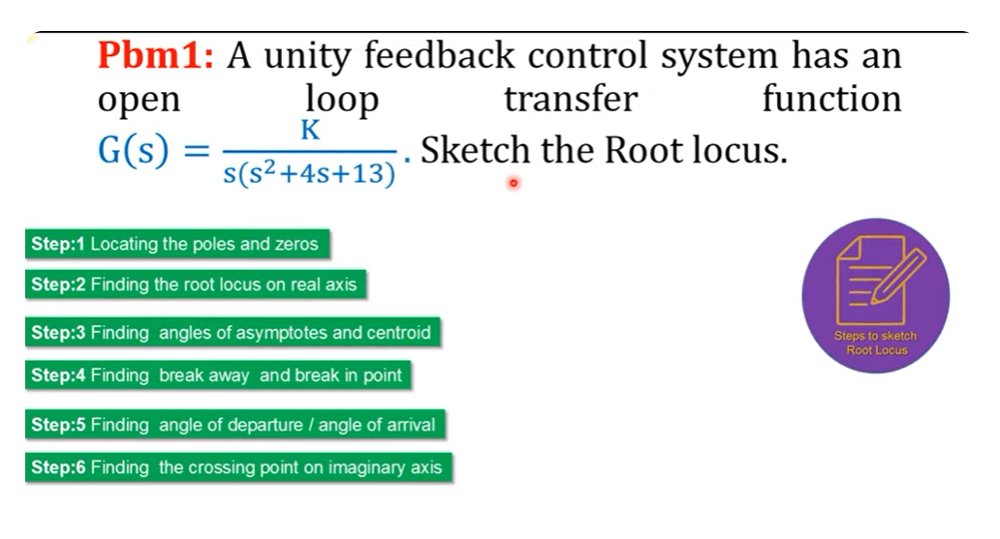 Pbm1: A unity feedback control system has an
open loop transfer function
G(s) = K / s(s²+4s+13) . Sketch the Root locus.
Step:1 Locating the poles and zeros
Step:2 Finding the root locus on real axis
Step:3 Finding angles of asymptotes and centroid
Step:4 Finding break away and break in point
Step:5 Finding angle of departure / angle of arrival
Step:6 Finding the crossing point on imaginary axis
Steps to sketch
Root Locus